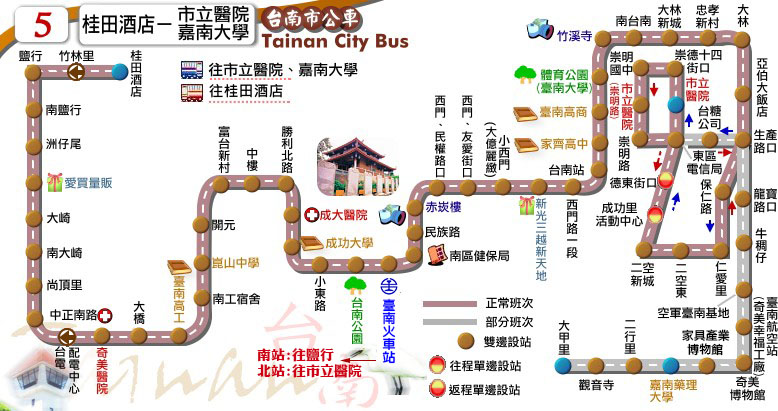 5
桂田酒店－
市立醫院
嘉南大學
台南市公車
Tainan City Bus
往市立醫院、嘉南大學
往桂田酒店
鹽行
竹林里
桂田酒店
南鹽行
洲仔尾
愛買量販
大崎
南大崎
尚頂里
中正南路
台電
配電中心
奇美醫院
大橋
臺南高工
南工宿舍
崑山中學
開元
富台新村
中樓
勝利北路
成大醫院
成功大學
小東路
台南公園
臺南火車站
南站:往鹽行
北站:往市立醫院
南區健保局
民族路
赤崁樓
西門、民權路口
西門、友愛街口
小西門
(大億麗緻)
新光三越新天地
西門路一段
台南站
家齊高中
臺南高商
體育公園
(臺南大學)
竹溪寺
南台南
大林新城
忠孝新村
大林
崇明國中
崇德十四街口
市立醫院
(崇明路)
市立醫院
台糖公司
崇明路
東區電信局
德東街口
成功里活動中心
保仁路
二空新城
二空東
仁愛里
亞伯大飯店
生產路口
龍寶路口
牛稠仔
空軍臺南基地
臺南航空站
(奇美幸福工廠)
家具產業博物館
奇美博物館
嘉南藥理大學
二行里
觀音寺
大甲里
正常班次
部分班次
雙邊設站
往程單邊設站
返程單邊設站
Tainan
台南